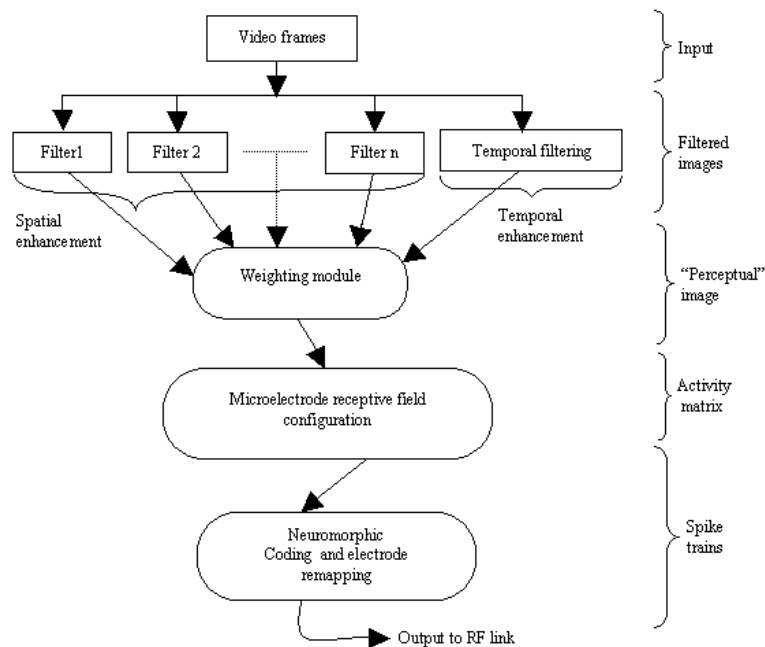 Video frames
Input
Filter1
Filter 2
Filter n
Temporal filtering
Filtered
images
Spatial
enhancement
Temporal
enhancement
Weighting module
“Perceptual”
image
Microelectrode receptive field
configuration
Activity
matrix
Neuromorphic
Coding and electrode
remapping
Spike
trains
Output to RF link